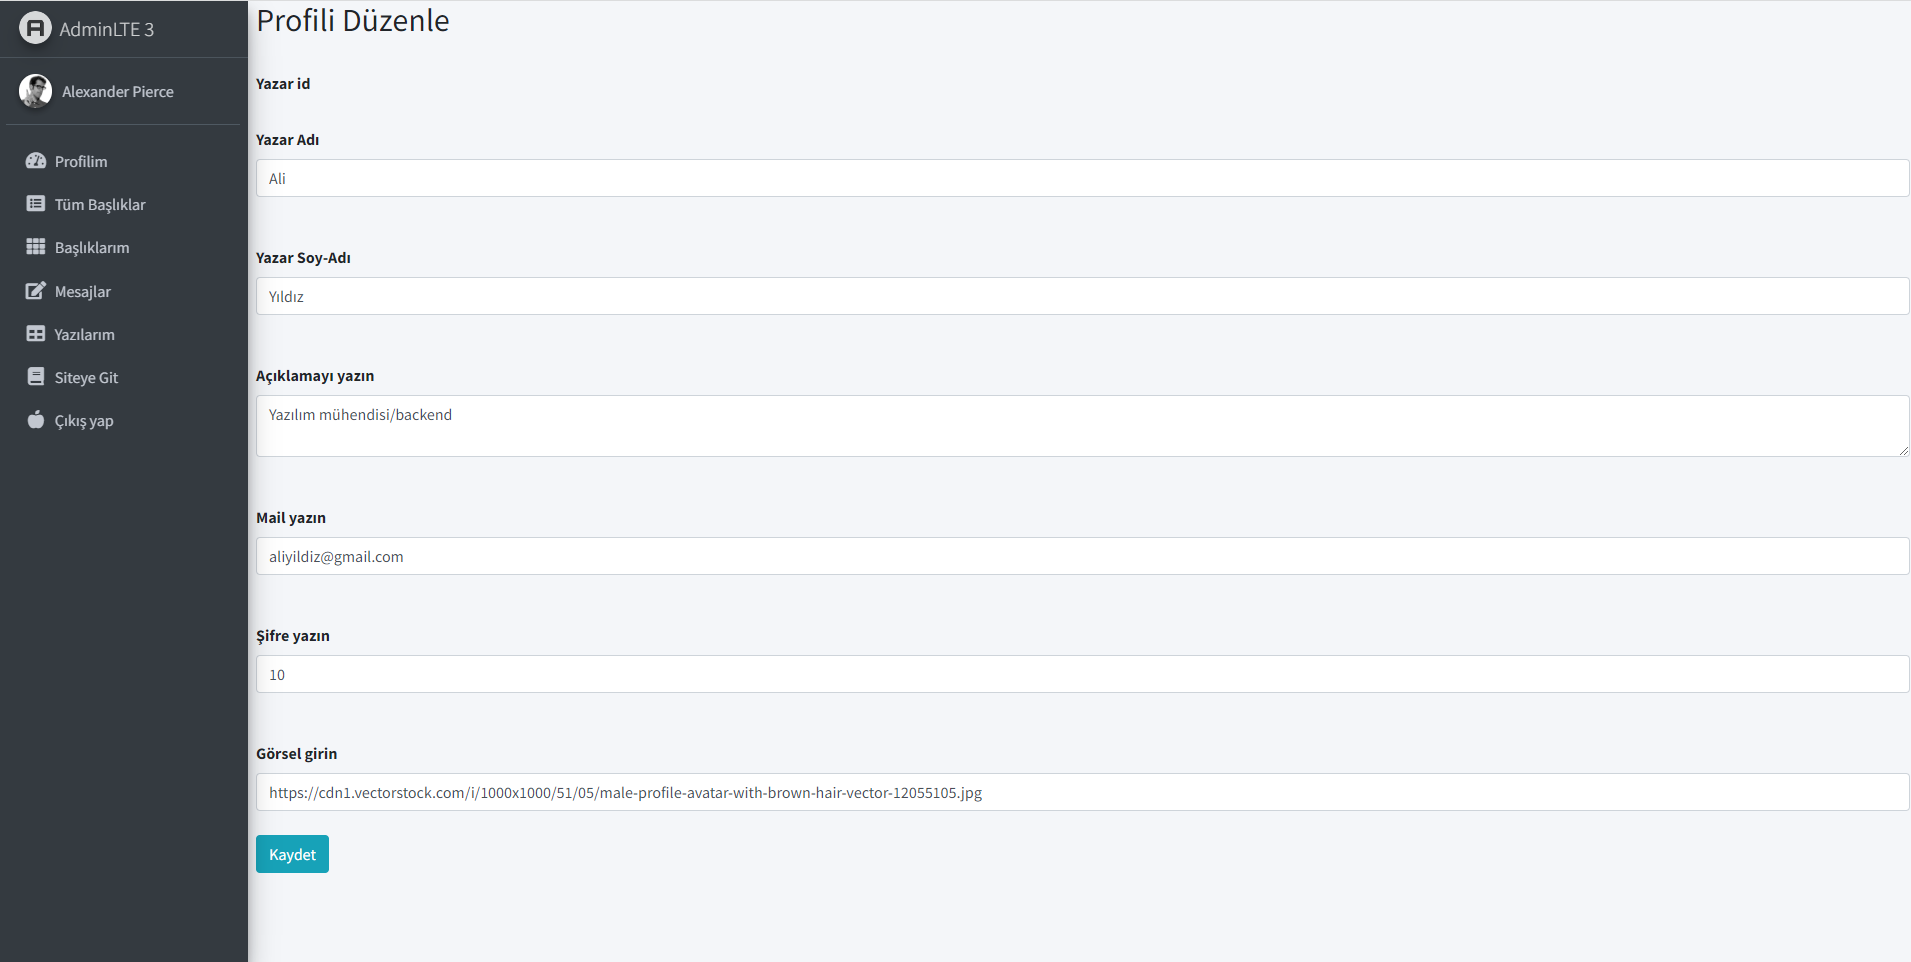 AdminLTE 3
Alexander Pierce
Profilim
Tüm Başlıklar
Başlıklarım
Mesajlar
Yazılarım
Siteye Git
Çıkış yap
Profili Düzenle
Yazar id
Yazar Adı
Ali
Yazar Soy-Adı
Yıldız
Açıklamayı yazın
Yazılım mühendisi/backend
Mail yazın
aliyildiz@gmail.com
Şifre yazın
10
Görsel girin
https://cdn1.vectorstock.com/i/1000x1000/51/05/male-profile-avatar-with-brown-hair-vector-12055105.jpg
Kaydet